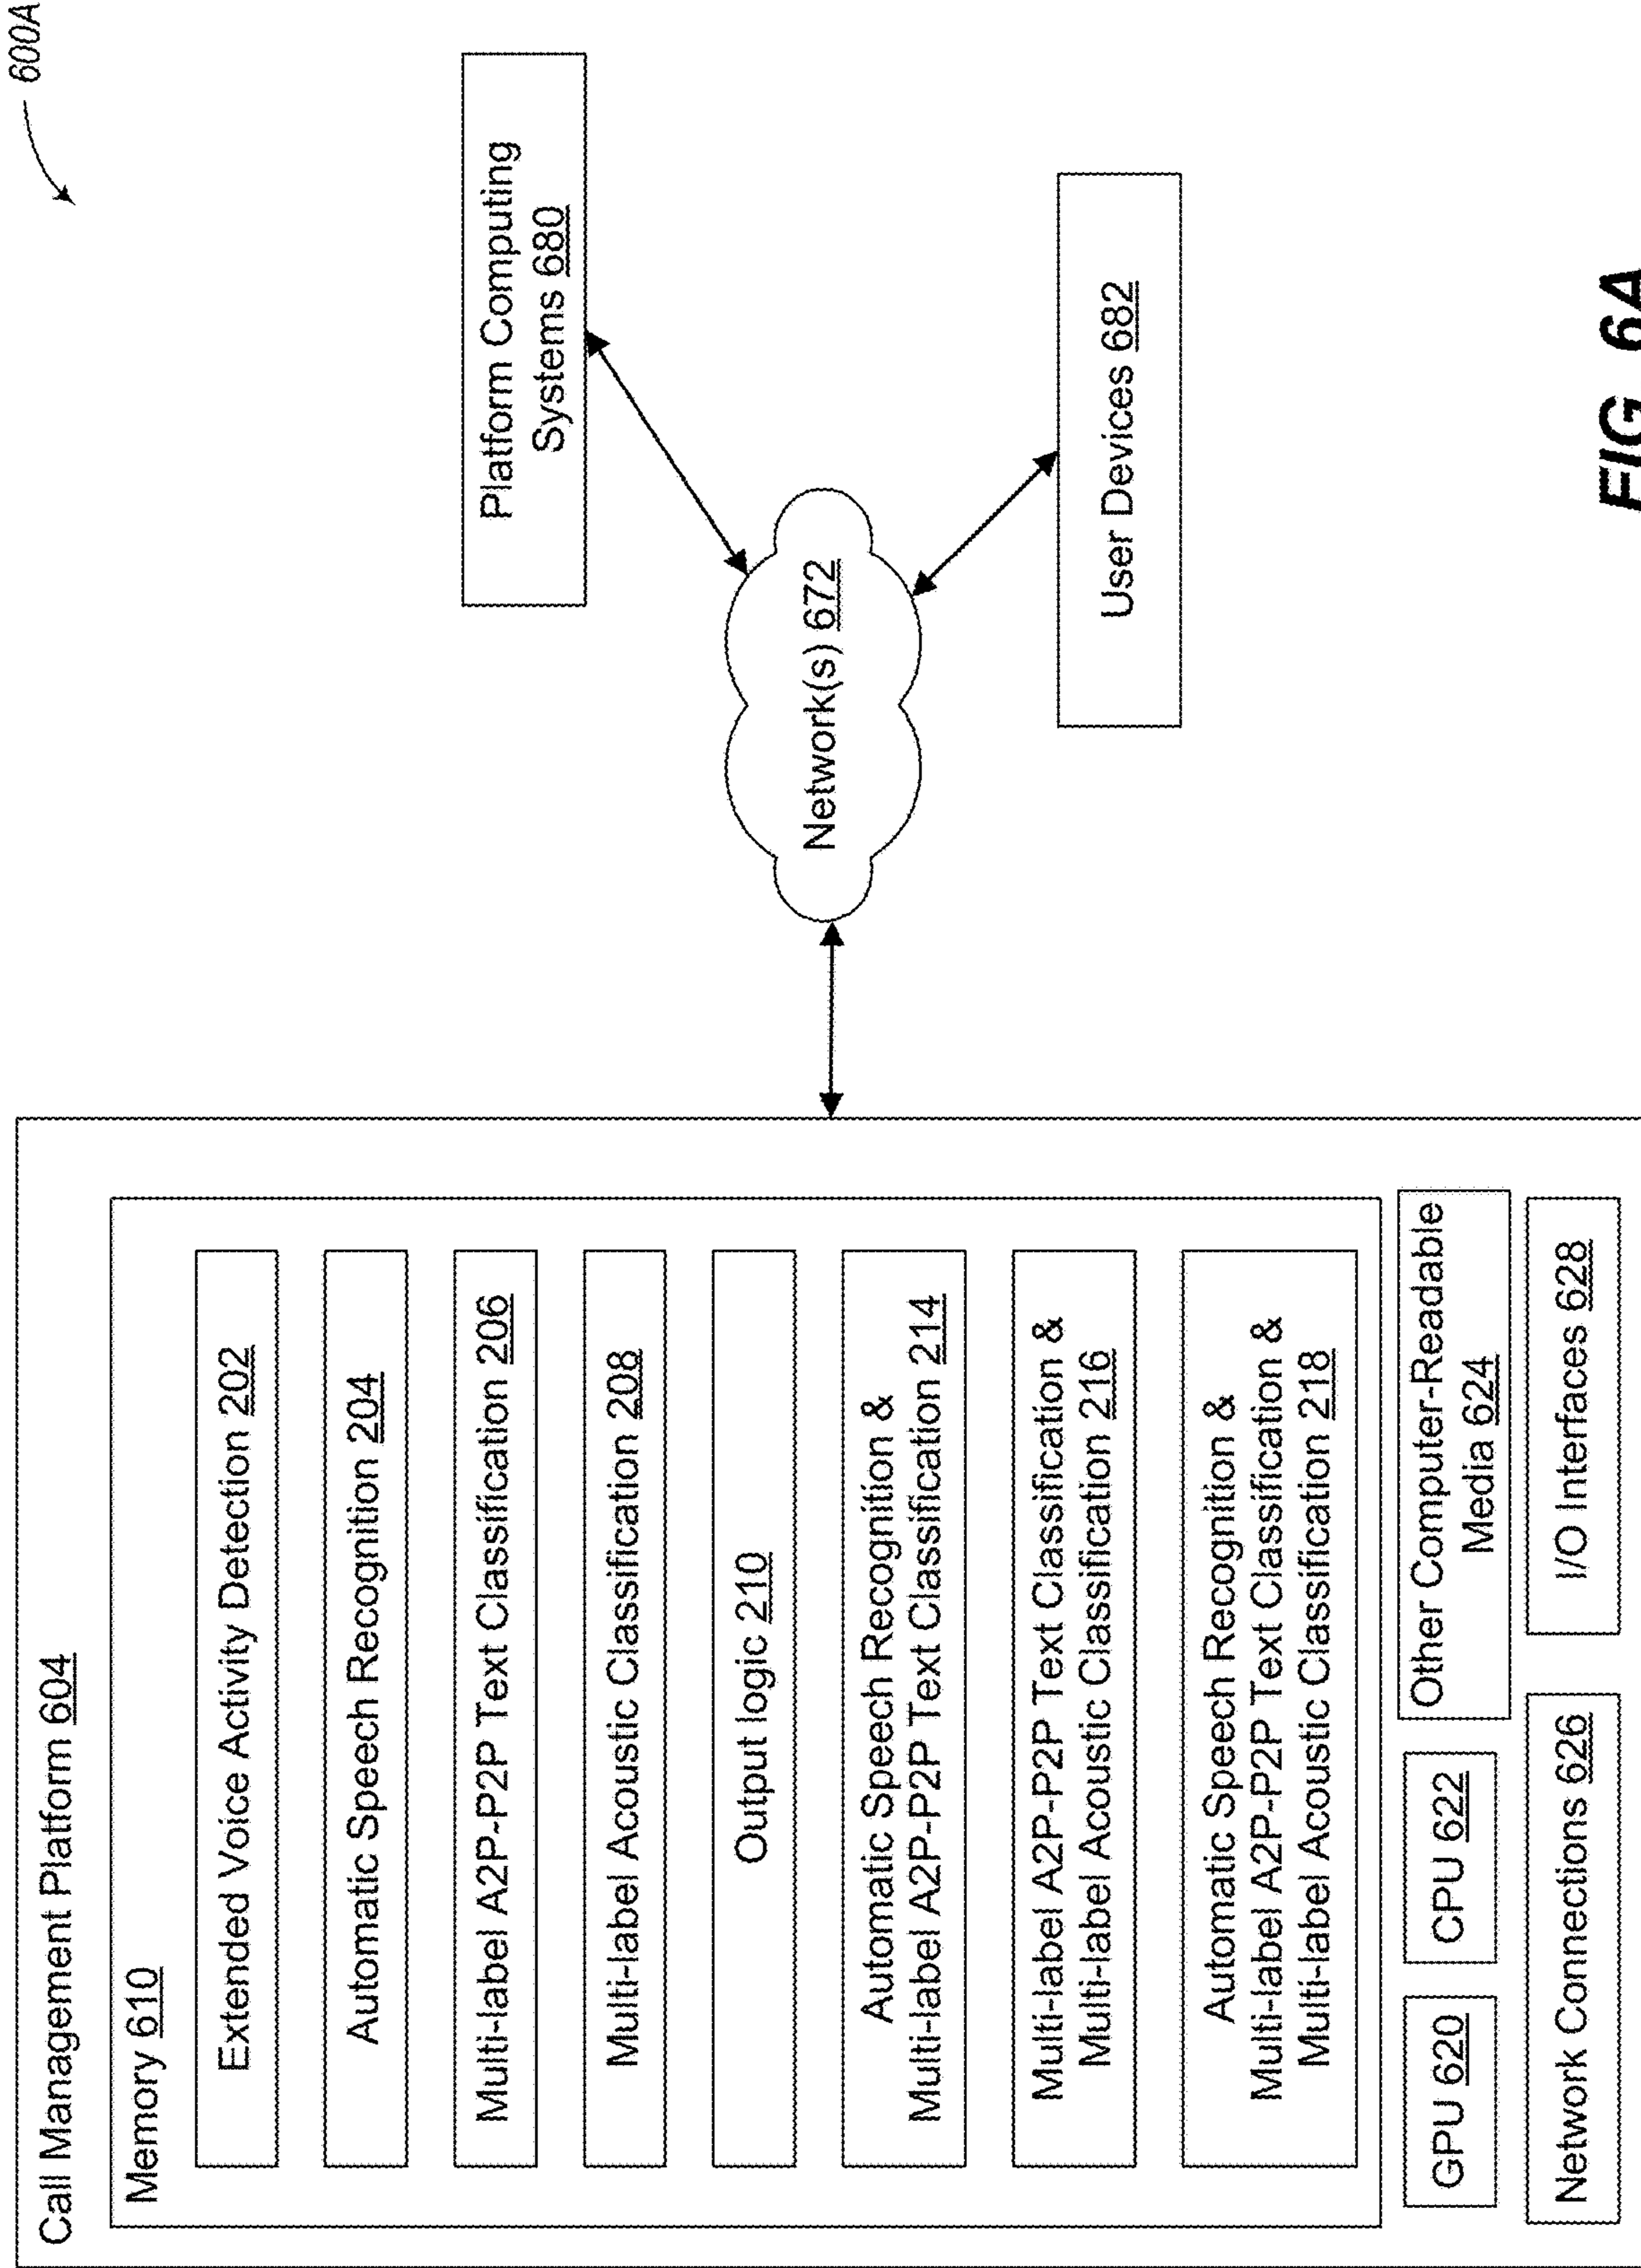 600A
Call Management Platform 604
Memory 610
Extended Voice Activity Detection 202
Automatic Speech Recognition 204
Multi-label A2P-P2P Text Classification 206
Multi-label Acoustic Classification 208
Output logic 210
Automatic Speech Recognition &
Multi-label A2P-P2P Text Classification 214
Multi-label A2P-P2P Text Classification &
Multi-label Acoustic Classification 216
Automatic Speech Recognition &
Multi-label A2P-P2P Text Classification &
Multi-label Acoustic Classification 218
GPU 620
CPU 622
Other Computer-Readable
Media 624
Network Connections 626
I/O Interfaces 628
Network(s) 672
Platform Computing
Systems 680
User Devices 682
FIG. 6A